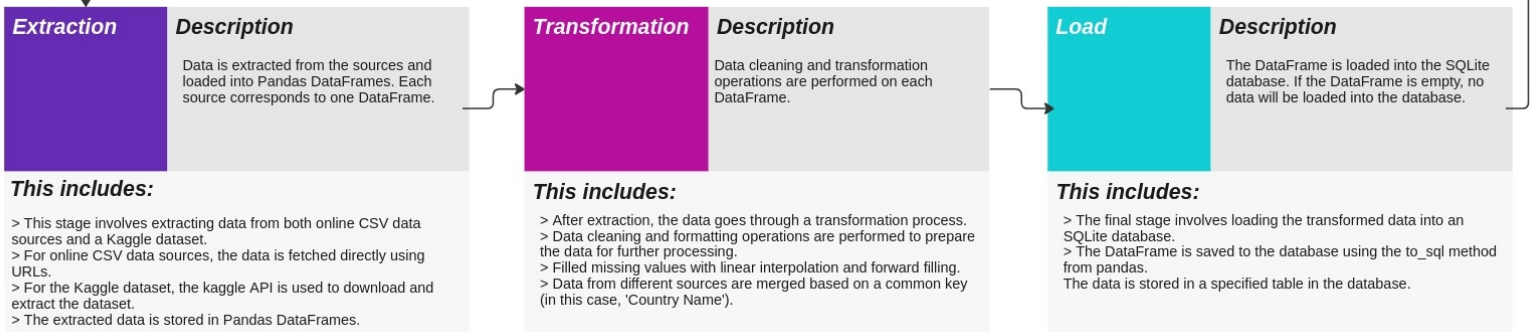 Extraction
Description
Data is extracted from the sources and
loaded into Pandas DataFrames. Each
source corresponds to one DataFrame.
This includes:
> This stage involves extracting data from both online CSV data
sources and a Kaggle dataset.
> For online CSV data sources, the data is fetched directly using
URLs.
> For the Kaggle dataset, the kaggle API is used to download and
extract the dataset.
> The extracted data is stored in Pandas DataFrames.
Transformation
Description
Data cleaning and transformation
operations are performed on each
DataFrame.
This includes:
> After extraction, the data goes through a transformation process.
> Data cleaning and formatting operations are performed to prepare
the data for further processing.
> Filled missing values with linear interpolation and forward filling.
> Data from different sources are merged based on a common key
(in this case, 'Country Name').
Load
Description
The DataFrame is loaded into the SQLite
database. If the DataFrame is empty, no
data will be loaded into the database.
This includes:
> The final stage involves loading the transformed data into an
SQLite database.
> The DataFrame is saved to the database using the to_sql method
from pandas.
The data is stored in a specified table in the database.